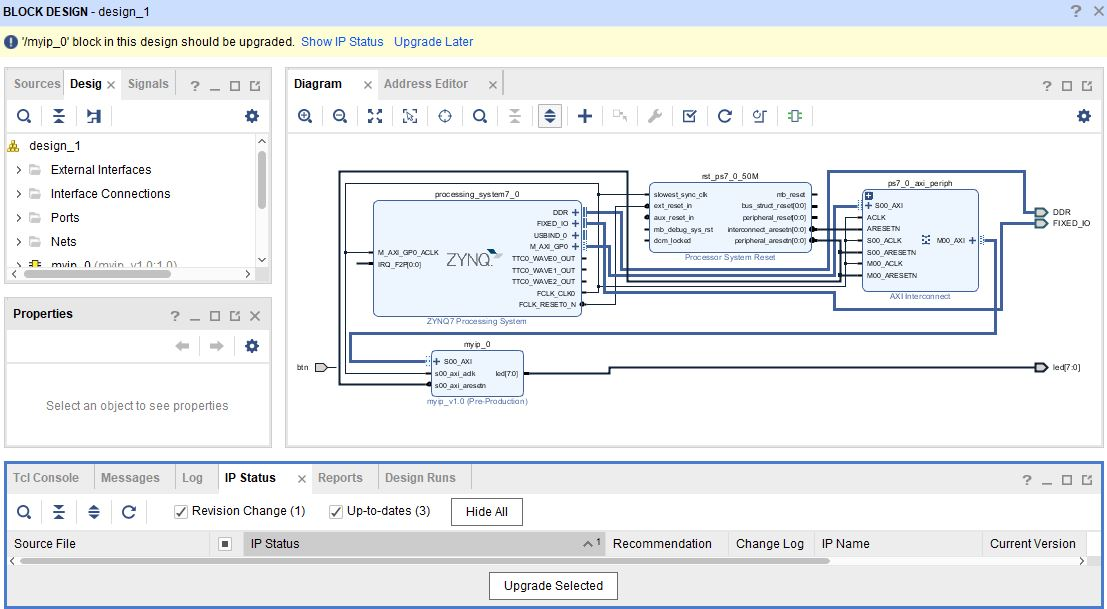 BLOCK DESIGN - design_1
'/myip_0' block in this design should be upgraded. Show IP Status Upgrade Later
Sources Desig Signals
design_1
External Interfaces
Interface Connections
Ports
Nets
myip_0 (myip_v1.0:1.0)
Properties
Select an object to see properties
Diagram Address Editor
processing_system7_0
DDR
FIXED_IO
USBIND_0
M_AXI_GP0
TTC0_WAVE0_OUT
TTC0_WAVE1_OUT
TTC0_WAVE2_OUT
FCLK_CLK0
FCLK_RESET0_N
M_AXI_GP0_ACLK
IRQ_F2P[0:0]
ZYNQ
ZYNQ7 Processing System
rst_ps7_0_50M
slowest_sync_clk mb_reset
ext_reset_in bus_struct_reset[0:0]
aux_reset_in peripheral_reset[0:0]
mb_debug_sys_rst interconnect_aresetn[0:0]
dcm_locked peripheral_aresetn[0:0]
Processor System Reset
ps7_0_axi_periph
S00_AXI
ACLK
ARESETN
S00_ACLK M00_AXI
S00_ARESETN
M00_ACLK
M00_ARESETN
AXI Interconnect
DDR
FIXED_IO
myip_0
S00_AXI
s00_axi_aclk led[7:0]
s00_axi_aresetn
myip_v1.0 (Pre-Production)
btn
led[7:0]
Tcl Console Messages Log IP Status Reports Design Runs
Revision Change (1) Up-to-dates (3) Hide All
Source File IP Status 1 Recommendation Change Log IP Name Current Version
Upgrade Selected